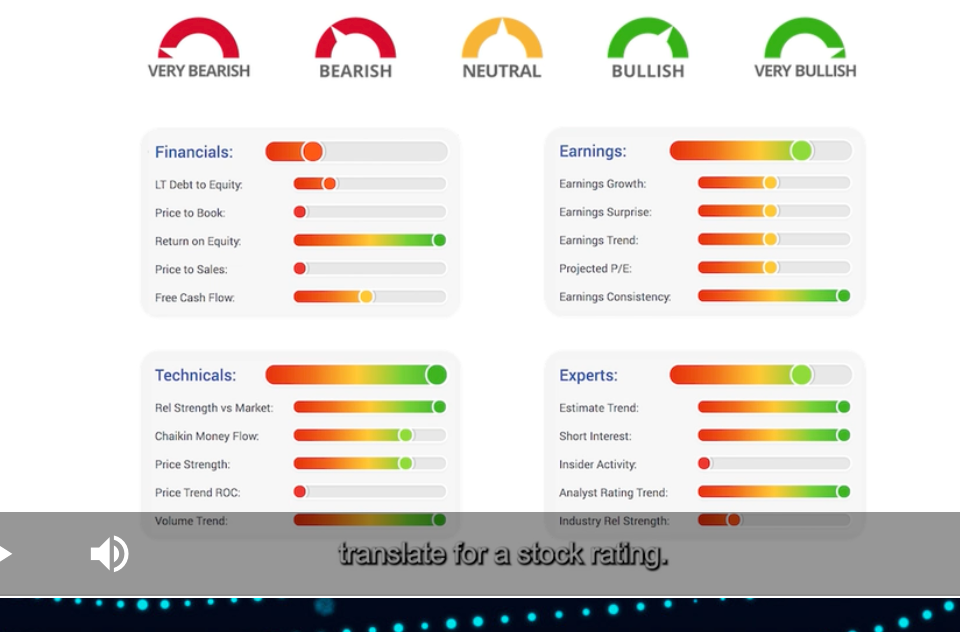 VERY BEARISH
BEARISH
NEUTRAL
BULLISH
VERY BULLISH
Financials:
LT Debt to Equity:
Price to Book:
Return on Equity:
Price to Sales:
Free Cash Flow:
Earnings:
Earnings Growth:
Earnings Surprise:
Earnings Trend:
Projected P/E:
Earnings Consistency:
Technicals:
Rel Strength vs Market:
Chaikin Money Flow:
Price Strength:
Price Trend ROC:
Volume Trend:
Experts:
Estimate Trend:
Short Interest:
Insider Activity:
Analyst Rating Trend:
Industry Rel Strength:
translate for a stock rating.